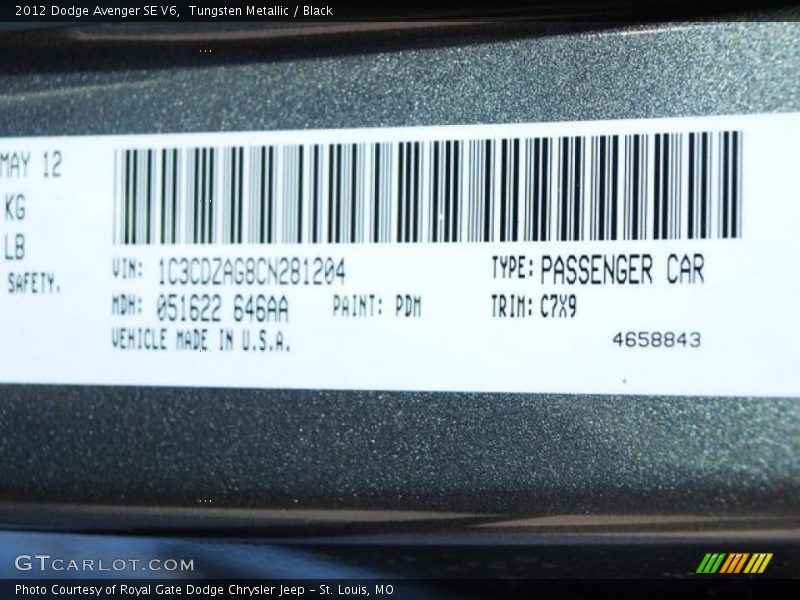 2012 Dodge Avenger SE V6, Tungsten Metallic / Black
MAY 12
KG
LB
SAFETY.
VIN: 1C3CDZAG8CN281204 TYPE: PASSENGER CAR
MDH: 051622 646AA PAINT: PDM TRIM: C7X9
VEHICLE MADE IN U.S.A.
4658843
GTCARLOT.COM
Photo Courtesy of Royal Gate Dodge Chrysler Jeep - St. Louis, MO